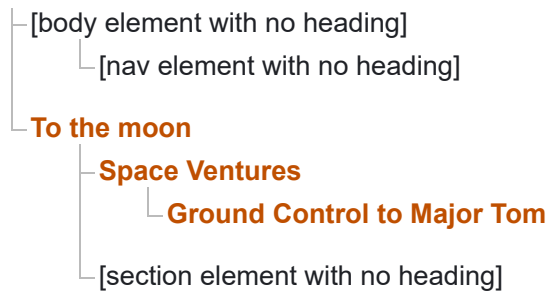 [body element with no heading]
[nav element with no heading]
To the moon
Space Ventures
Ground Control to Major Tom
[section element with no heading]